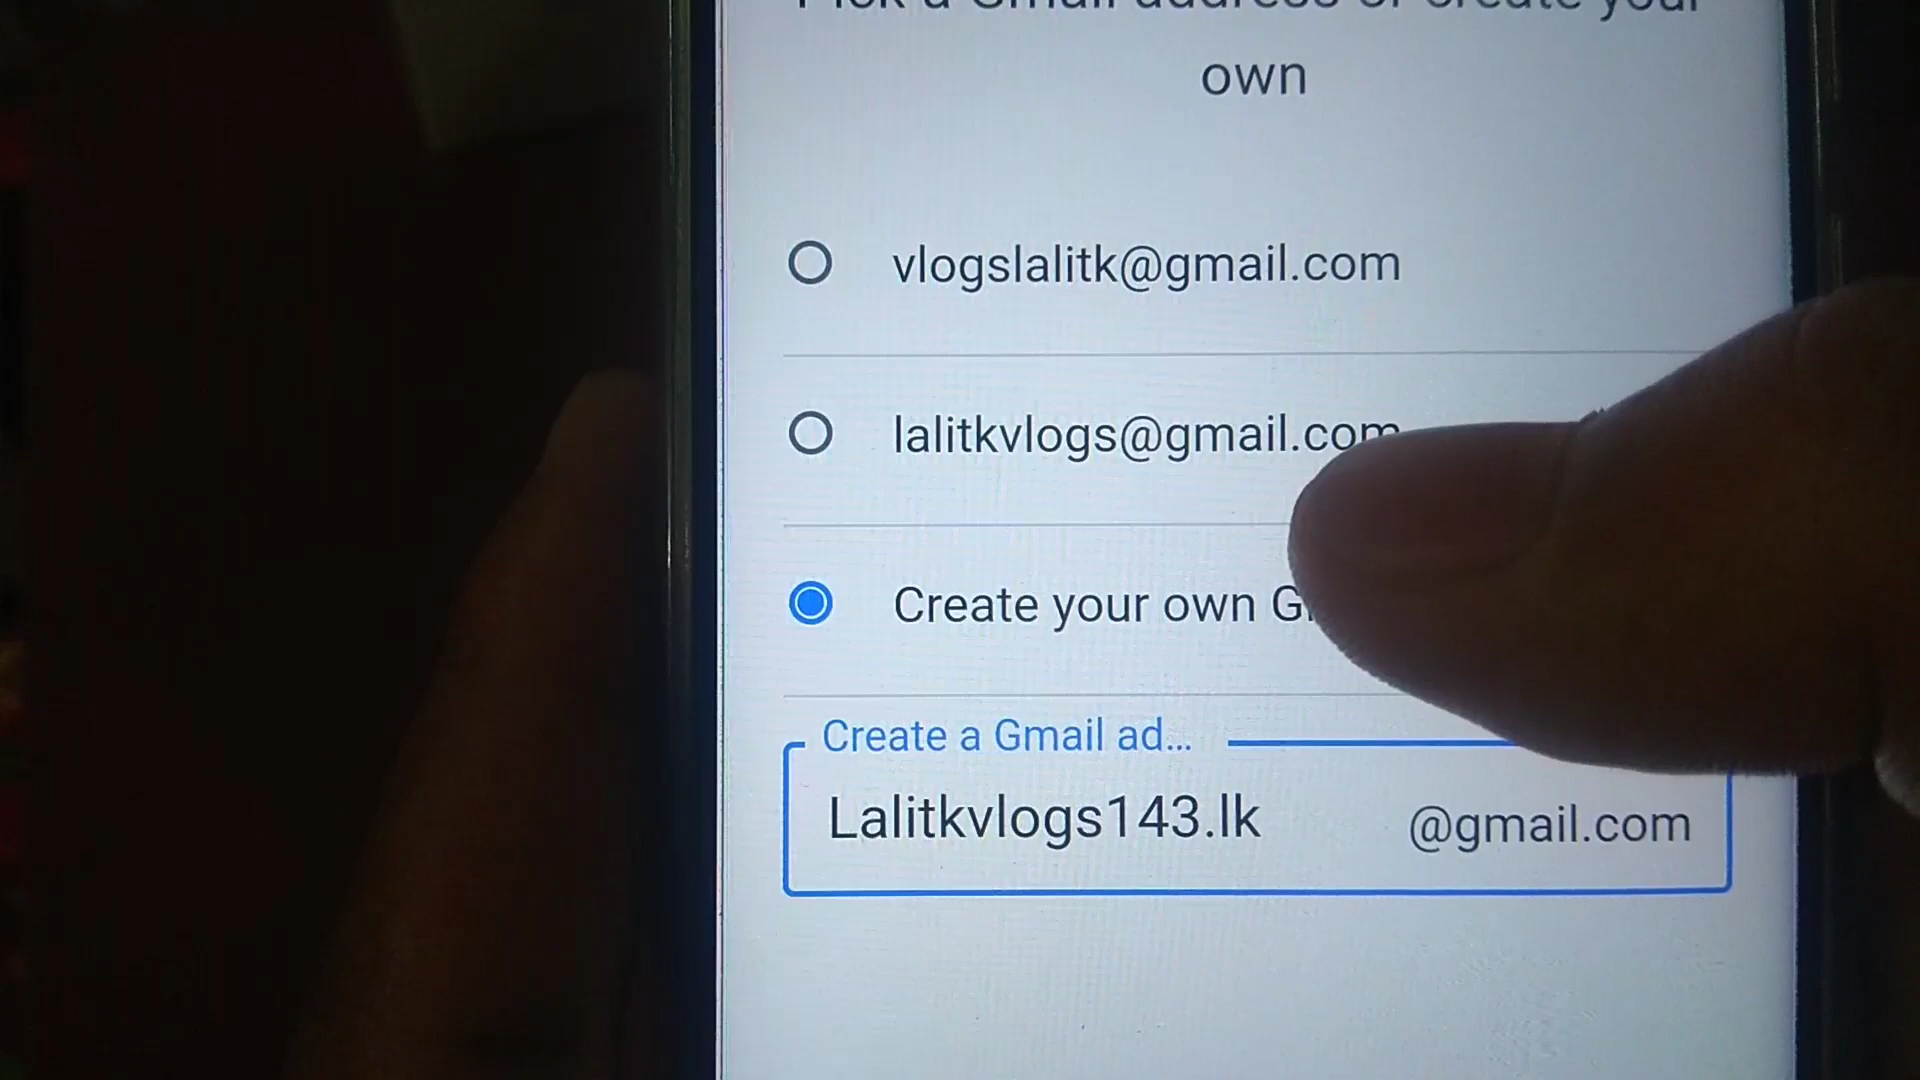 Pick a Gmail address or create your
own
vlogslalitk@gmail.com
lalitkvlogs@gmail.com
Create your own
Create a Gmail ad...
Lalitkvlogs143.lk @gmail.com